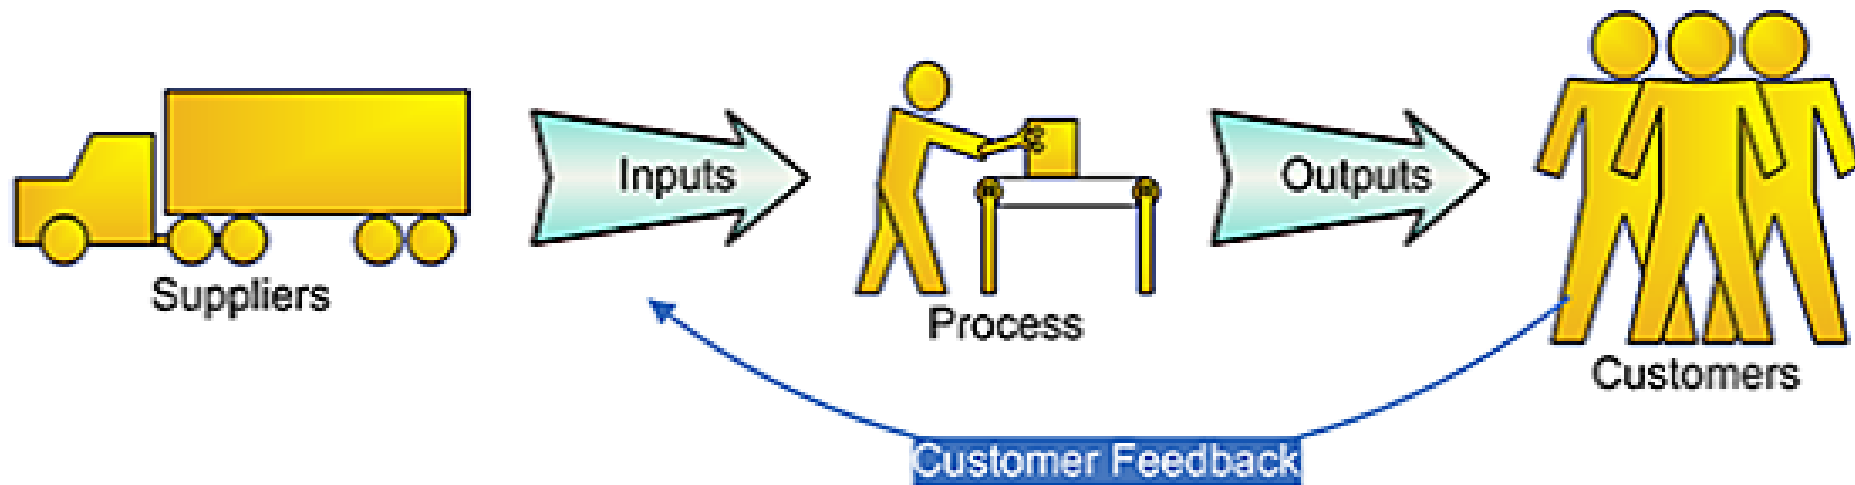 Inputs
Outputs
Suppliers
Process
Customers
Customer Feedback